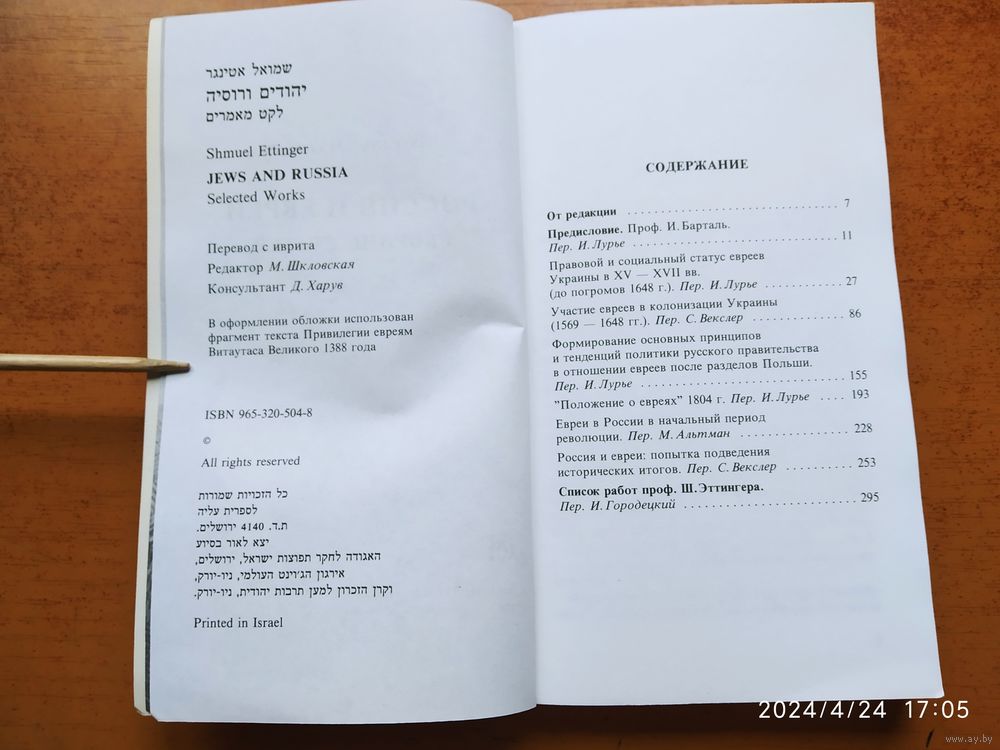 שמואל אטינגר
יהודים ורוסיה
לקט מאמרים
Shmuel Ettinger
JEWS AND RUSSIA
Selected Works
Перевод с иврита
Редактор М. Шкловская
Консультант Д. Харув
В оформлении обложки использован
фрагмент текста Привилегии евреям
Витаутаса Великого 1388 года
ISBN 965-320-504-8
©
All rights reserved
כל הזכויות שמורות
לספרית עליה
ת.ד. 4140 ירושלים.
יצא לאור בסיוע
האגודה לחקר תפוצות ישראל, ירושלים,
אירגון הג'וינט העולמי, ניו-יורק,
וקרן הזכרון למען תרבות יהודית, ניו-יורק.
Printed in Israel
СОДЕРЖАНИЕ
От редакции . . . . . . . . . . . . . . . . . . . . . . . . . . . . . . 7
Предисловие. Проф. И. Барталь.
Пер. И. Лурье . . . . . . . . . . . . . . . . . . . . . . . . . . . . . 11
Правовой и социальный статус евреев
Украины в XV — XVII вв.
(до погромов 1648 г.). Пер. И. Лурье . . . . . . . . . . . 27
Участие евреев в колонизации Украины
(1569 — 1648 гг.). Пер. С. Векслер . . . . . . . . . . . . . 86
Формирование основных принципов
и тенденций политики русского правительства
в отношении евреев после разделов Польши.
Пер. И. Лурье . . . . . . . . . . . . . . . . . . . . . . . . . . . . . 155
"Положение о евреях" 1804 г. Пер. И. Лурье . . . . 193
Евреи в России в начальный период
революции. Пер. М. Альтман . . . . . . . . . . . . . . . . 228
Россия и евреи: попытка подведения
исторических итогов. Пер. С. Векслер . . . . . . . . . . 253
Список работ проф. Ш.Эттингера.
Пер. И. Городецкий . . . . . . . . . . . . . . . . . . . . . . . . 295
2024/4/24 17:05
www.ay.by